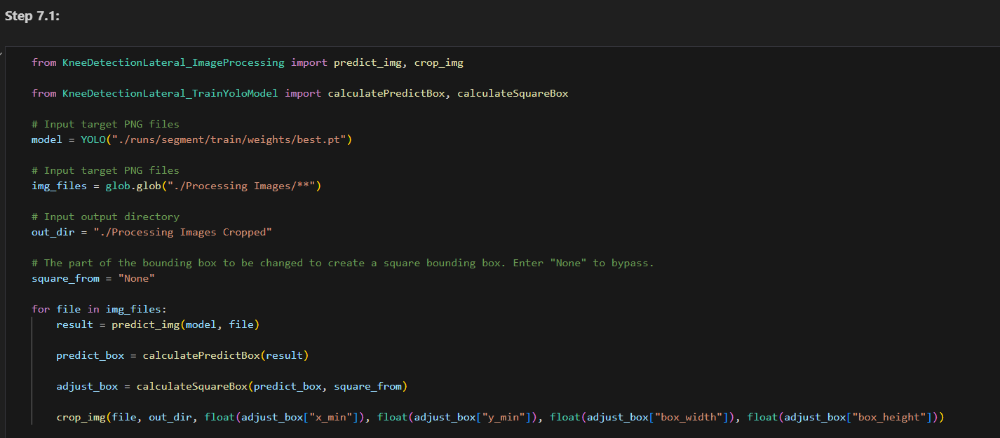 Step 7.1:
from KneeDetectionLateral_ImageProcessing import predict_img, crop_img
from KneeDetectionLateral_TrainYoloModel import calculatePredictBox, calculateSquareBox
# Input target PNG files
model = YOLO("./runs/segment/train/weights/best.pt")
# Input target PNG files
img_files = glob.glob("./Processing Images/**")
# Input output directory
out_dir = "./Processing Images Cropped"
# The part of the bounding box to be changed to create a square bounding box. Enter "None" to bypass.
square_from = "None"
for file in img_files:
    result = predict_img(model, file)
    predict_box = calculatePredictBox(result)
    adjust_box = calculateSquareBox(predict_box, square_from)
    crop_img(file, out_dir, float(adjust_box["x_min"]), float(adjust_box["y_min"]), float(adjust_box["box_width"]), float(adjust_box["box_height"]))